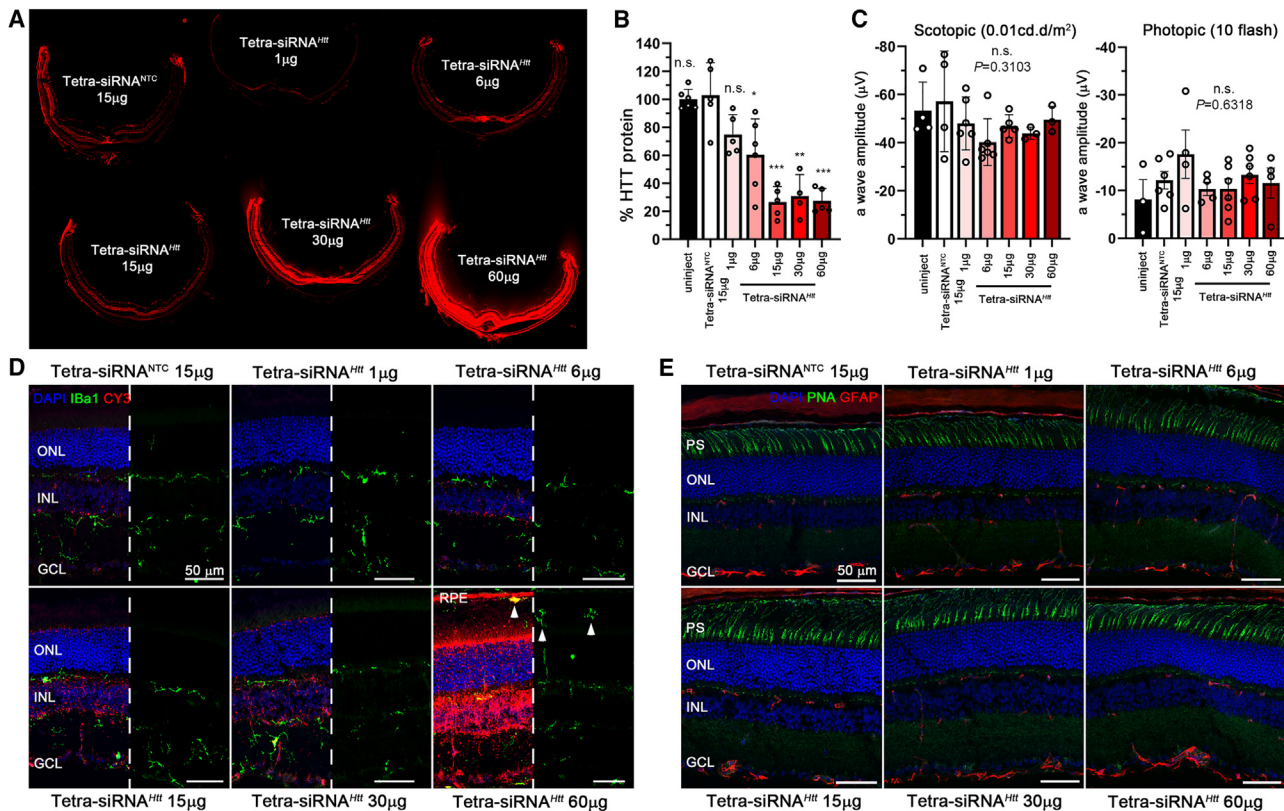 A
Tetra-siRNA^NTC
15µg
Tetra-siRNA^Htt
1µg
Tetra-siRNA^Htt
6µg
Tetra-siRNA^Htt
15µg
Tetra-siRNA^Htt
30µg
Tetra-siRNA^Htt
60µg
B
% HTT protein
140
120
100
80
60
40
20
0
n.s.
n.s.
*
***
**
***
uninject
Tetra-siRNA^NTC
15µg
1µg
6µg
15µg
30µg
60µg
Tetra-siRNA^Htt
C
Scotopic (0.01cd.d/m²)
n.s.
P=0.3103
a wave amplitude (µV)
-80
-60
-40
-20
0
uninject
Tetra-siRNA^NTC
15µg
1µg
6µg
15µg
30µg
60µg
Tetra-siRNA^Htt
Photopic (10 flash)
n.s.
P=0.6318
a wave amplitude (µV)
-40
-30
-20
-10
0
uninject
Tetra-siRNA^NTC
15µg
1µg
6µg
15µg
30µg
60µg
Tetra-siRNA^Htt
D
Tetra-siRNA^NTC 15µg
Tetra-siRNA^Htt 1µg
Tetra-siRNA^Htt 6µg
DAPI IBa1 CY3
ONL
INL
GCL
50 µm
RPE
ONL
INL
GCL
Tetra-siRNA^Htt 15µg
Tetra-siRNA^Htt 30µg
Tetra-siRNA^Htt 60µg
E
Tetra-siRNA^NTC 15µg
Tetra-siRNA^Htt 1µg
Tetra-siRNA^Htt 6µg
DAPI PNA GFAP
PS
ONL
INL
GCL
50 µm
PS
ONL
INL
GCL
Tetra-siRNA^Htt 15µg
Tetra-siRNA^Htt 30µg
Tetra-siRNA^Htt 60µg